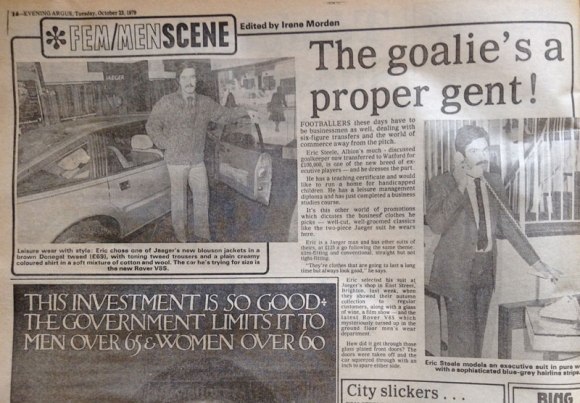 14—EVENING ARGUS, Tuesday, October 23, 1979
FEM/MENSCENE
Edited by Irene Morden
The goalie's a
proper gent!
JAEGER
Leisure wear with style. Eric chose one of Jaeger's new blouson jackets in a
brown Donegal tweed (£69), with toning tweed trousers and a plain creamy
coloured shirt in a soft mixture of cotton and wool. The car he's trying for size is
the new Rover V8S.
FOOTBALLERS these days have to
be businessmen as well, dealing with
six-figure transfers and the world of
commerce away from the pitch.
Eric Steele, Albion's much-discussed
goalkeeper now transferred to Watford for
£100,000, is one of the new breed of ex-
ecutive players — and he dresses the part.
He has a teaching certificate and would
like to run a home for handicapped
children. He has a leisure management
diploma and has just completed a business
studies course.
It's this other world of promotions
which dictates the business clothes he
picks — well-cut, well-groomed classics
like the two-piece Jaeger suit he wears
here.
Eric is a Jaeger man and has other suits of
theirs, at £125 a go following the same theme:
slim-fitting and conventional, straight but not
tight-fitting.
"They're clothes that are going to last a long
time but always look good," he says.
Eric selected his suit at
Jaeger's shop in East Street,
Brighton, last week, when
they showed their autumn
collection to regular
customers, along with a glass
of wine, a film show — and the
latest Rover V8S which
mysteriously turned up in the
ground floor men's wear
department.
How did it get through those
glass plated front doors? The
doors were taken off and the
car squeezed through with an
inch to spare either side.
Eric Steele models an executive suit in pure w
with a sophisticated blue-grey hairline stripe
THIS INVESTMENT IS SO GOOD
THE GOVERNMENT LIMITS IT TO
MEN OVER 65 & WOMEN OVER 60
City slickers . . .
BRING